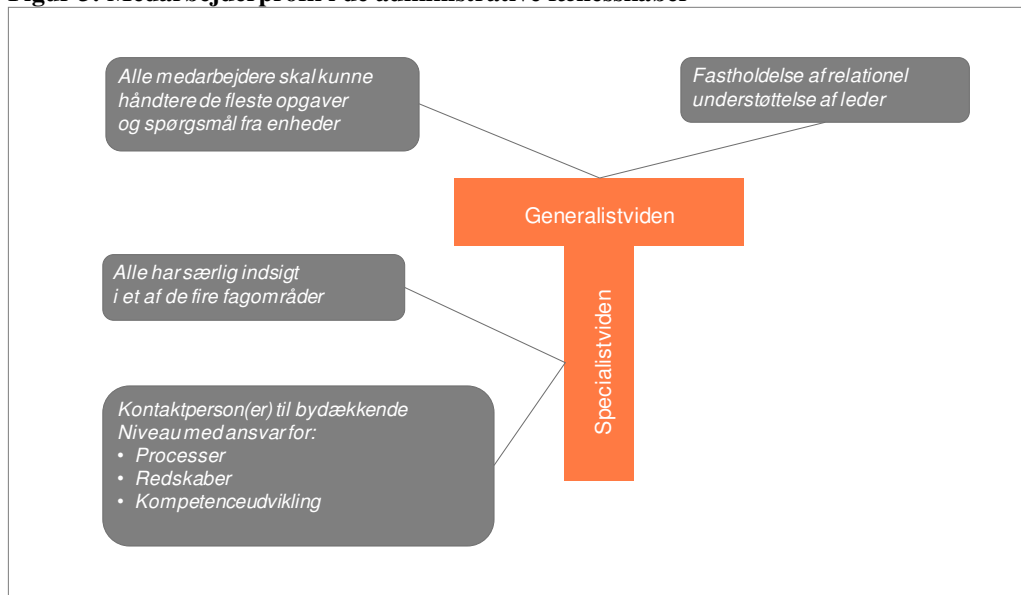 Alle medarbejdere skal kunne
håndtere de fleste opgaver
og spørgsmål fra enheder
Fastholdelse af relationel
understøttelse af leder
Generalistviden
Alle har særlig indsigt
i et af de fire fagområder
Specialistviden
Kontaktperson(er) til bydækkende
Niveau med ansvar for:
• Processer
• Redskaber
• Kompetenceudvikling